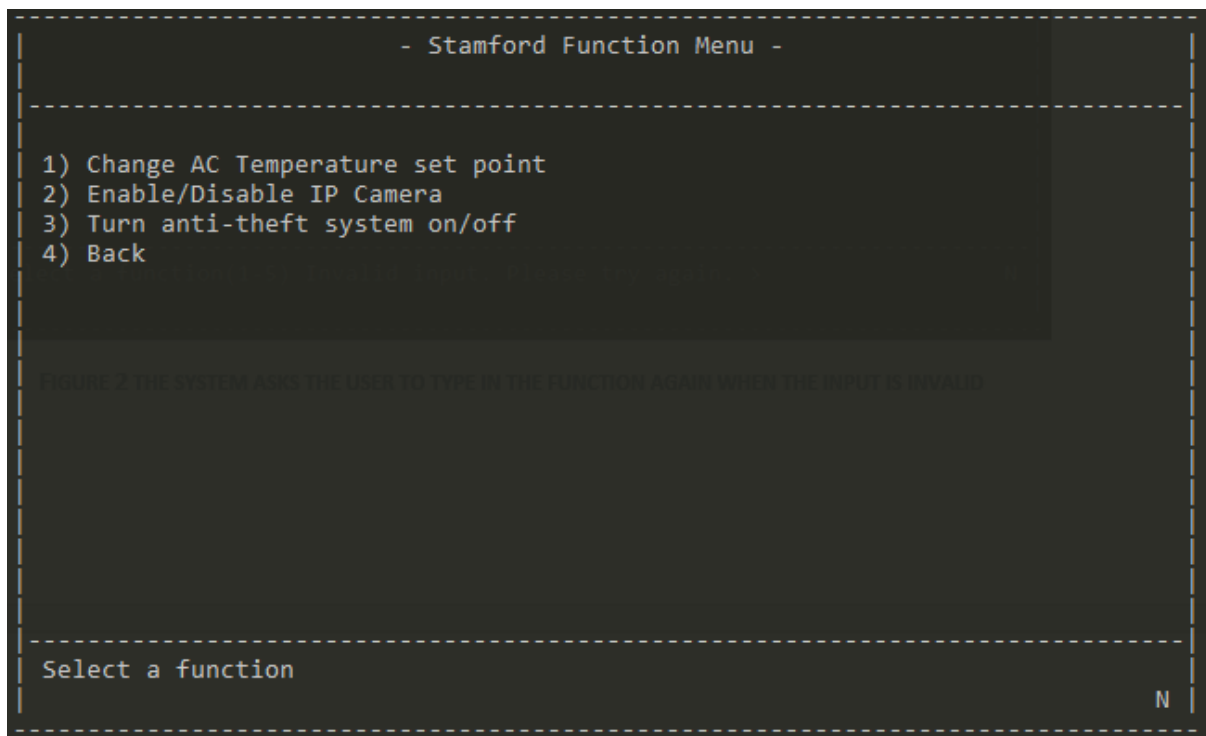 - Stamford Function Menu -
1) Change AC Temperature set point
2) Enable/Disable IP Camera
3) Turn anti-theft system on/off
4) Back
FIGURE 2 THE SYSTEM ASKS THE USER TO TYPE IN THE FUNCTION AGAIN WHEN THE INPUT IS INVALID
Select a function
N